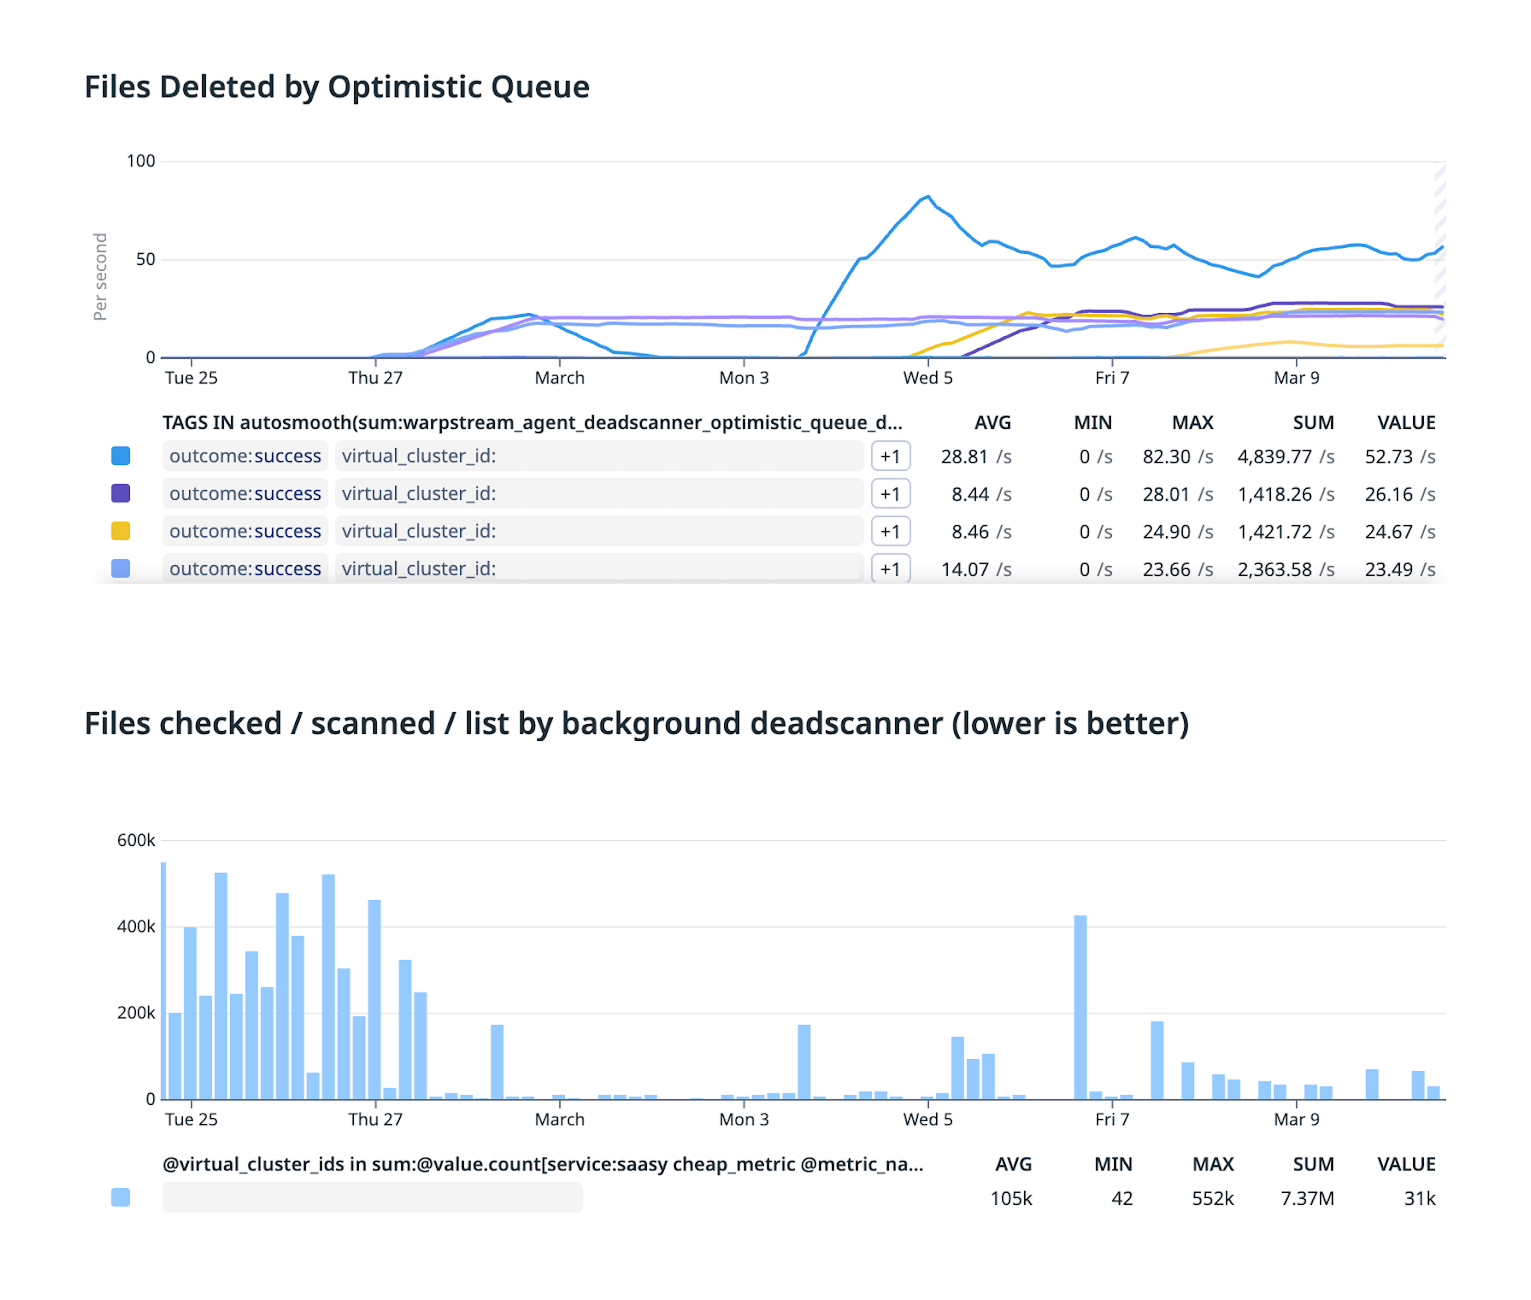 Files Deleted by Optimistic Queue
100
50
0
Per second
Tue 25 Thu 27 March Mon 3 Wed 5 Fri 7 Mar 9
TAGS IN autosmooth(sum:warpstream_agent_deadscanner_optimistic_queue_d... AVG MIN MAX SUM VALUE
outcome:success virtual_cluster_id: +1 28.81 /s 0 /s 82.30 /s 4,839.77 /s 52.73 /s
outcome:success virtual_cluster_id: +1 8.44 /s 0 /s 28.01 /s 1,418.26 /s 26.16 /s
outcome:success virtual_cluster_id: +1 8.46 /s 0 /s 24.90 /s 1,421.72 /s 24.67 /s
outcome:success virtual_cluster_id: +1 14.07 /s 0 /s 23.66 /s 2,363.58 /s 23.49 /s
Files checked / scanned / list by background deadscanner (lower is better)
600k
400k
200k
0
Tue 25 Thu 27 March Mon 3 Wed 5 Fri 7 Mar 9
@virtual_cluster_ids in sum:@value.count[service:saasy cheap_metric @metric_na... AVG MIN MAX SUM VALUE
105k 42 552k 7.37M 31k